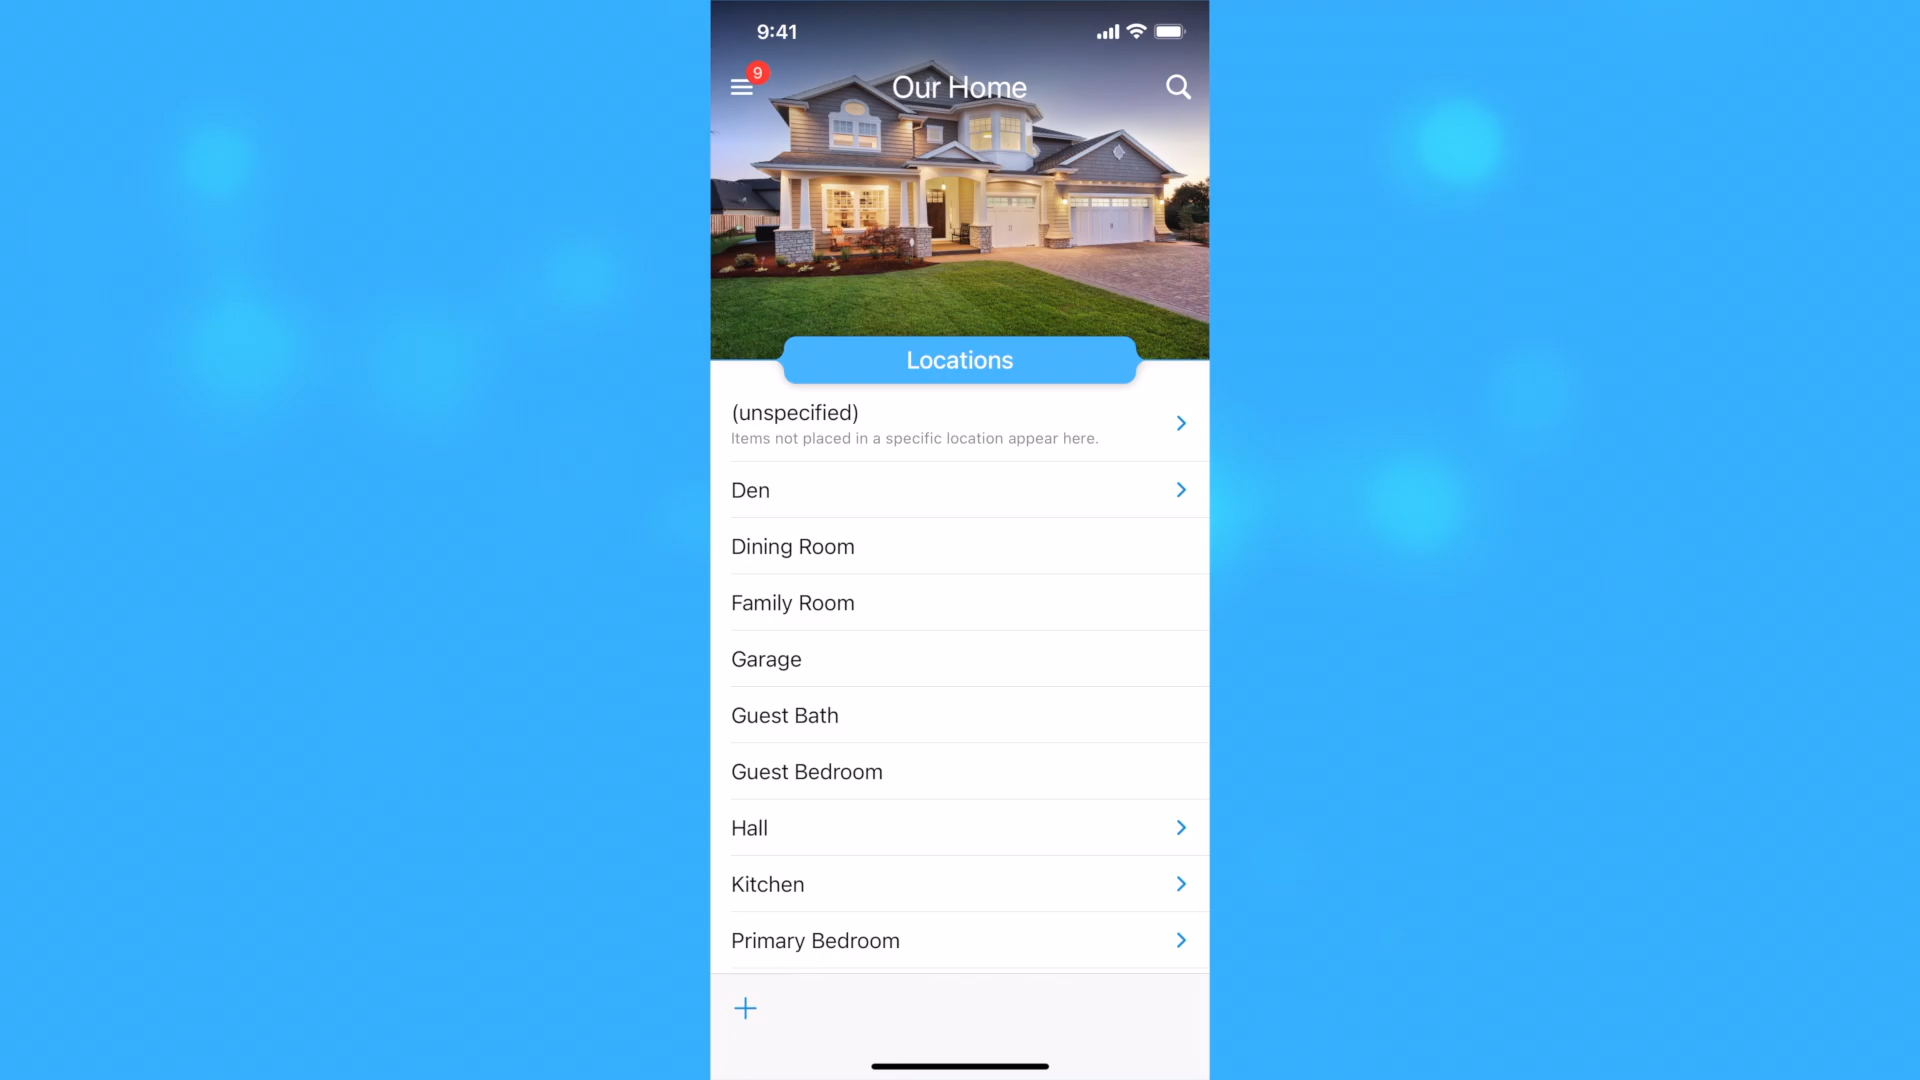 9:41
9
Our Home
Locations
(unspecified)
Items not placed in a specific location appear here.
Den
Dining Room
Family Room
Garage
Guest Bath
Guest Bedroom
Hall
Kitchen
Primary Bedroom